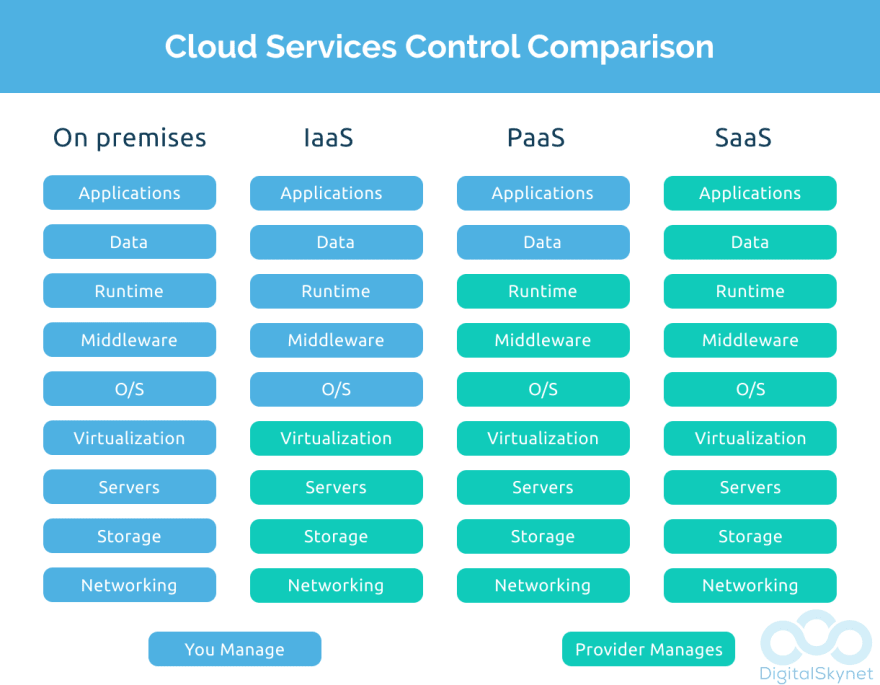 Cloud Services Control Comparison
On premises IaaS PaaS SaaS
Applications Applications Applications Applications
Data Data Data Data
Runtime Runtime Runtime Runtime
Middleware Middleware Middleware Middleware
O/S O/S O/S O/S
Virtualization Virtualization Virtualization Virtualization
Servers Servers Servers Servers
Storage Storage Storage Storage
Networking Networking Networking Networking
You Manage Provider Manages
DigitalSkynet